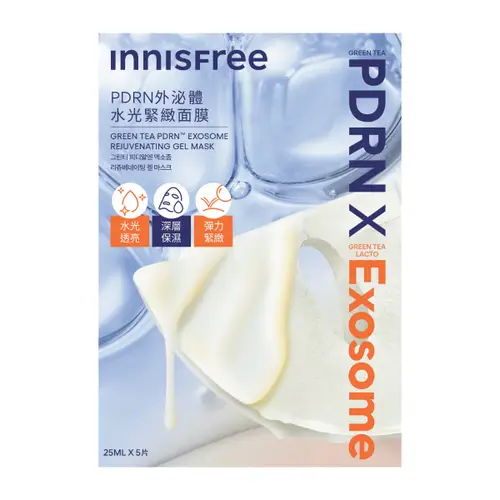 innisfree
PDRN外泌體
水光緊緻面膜
GREEN TEA PDRN™ EXOSOME
REJUVENATING GEL MASK
그린티 피디알엔 엑소좀
리쥬베네이팅 겔 마스크
水光
透亮
深層
保濕
彈力
緊緻
GREEN TEA
PDRN X
GREEN TEA
LACTO
Exosome
25ML X 5片